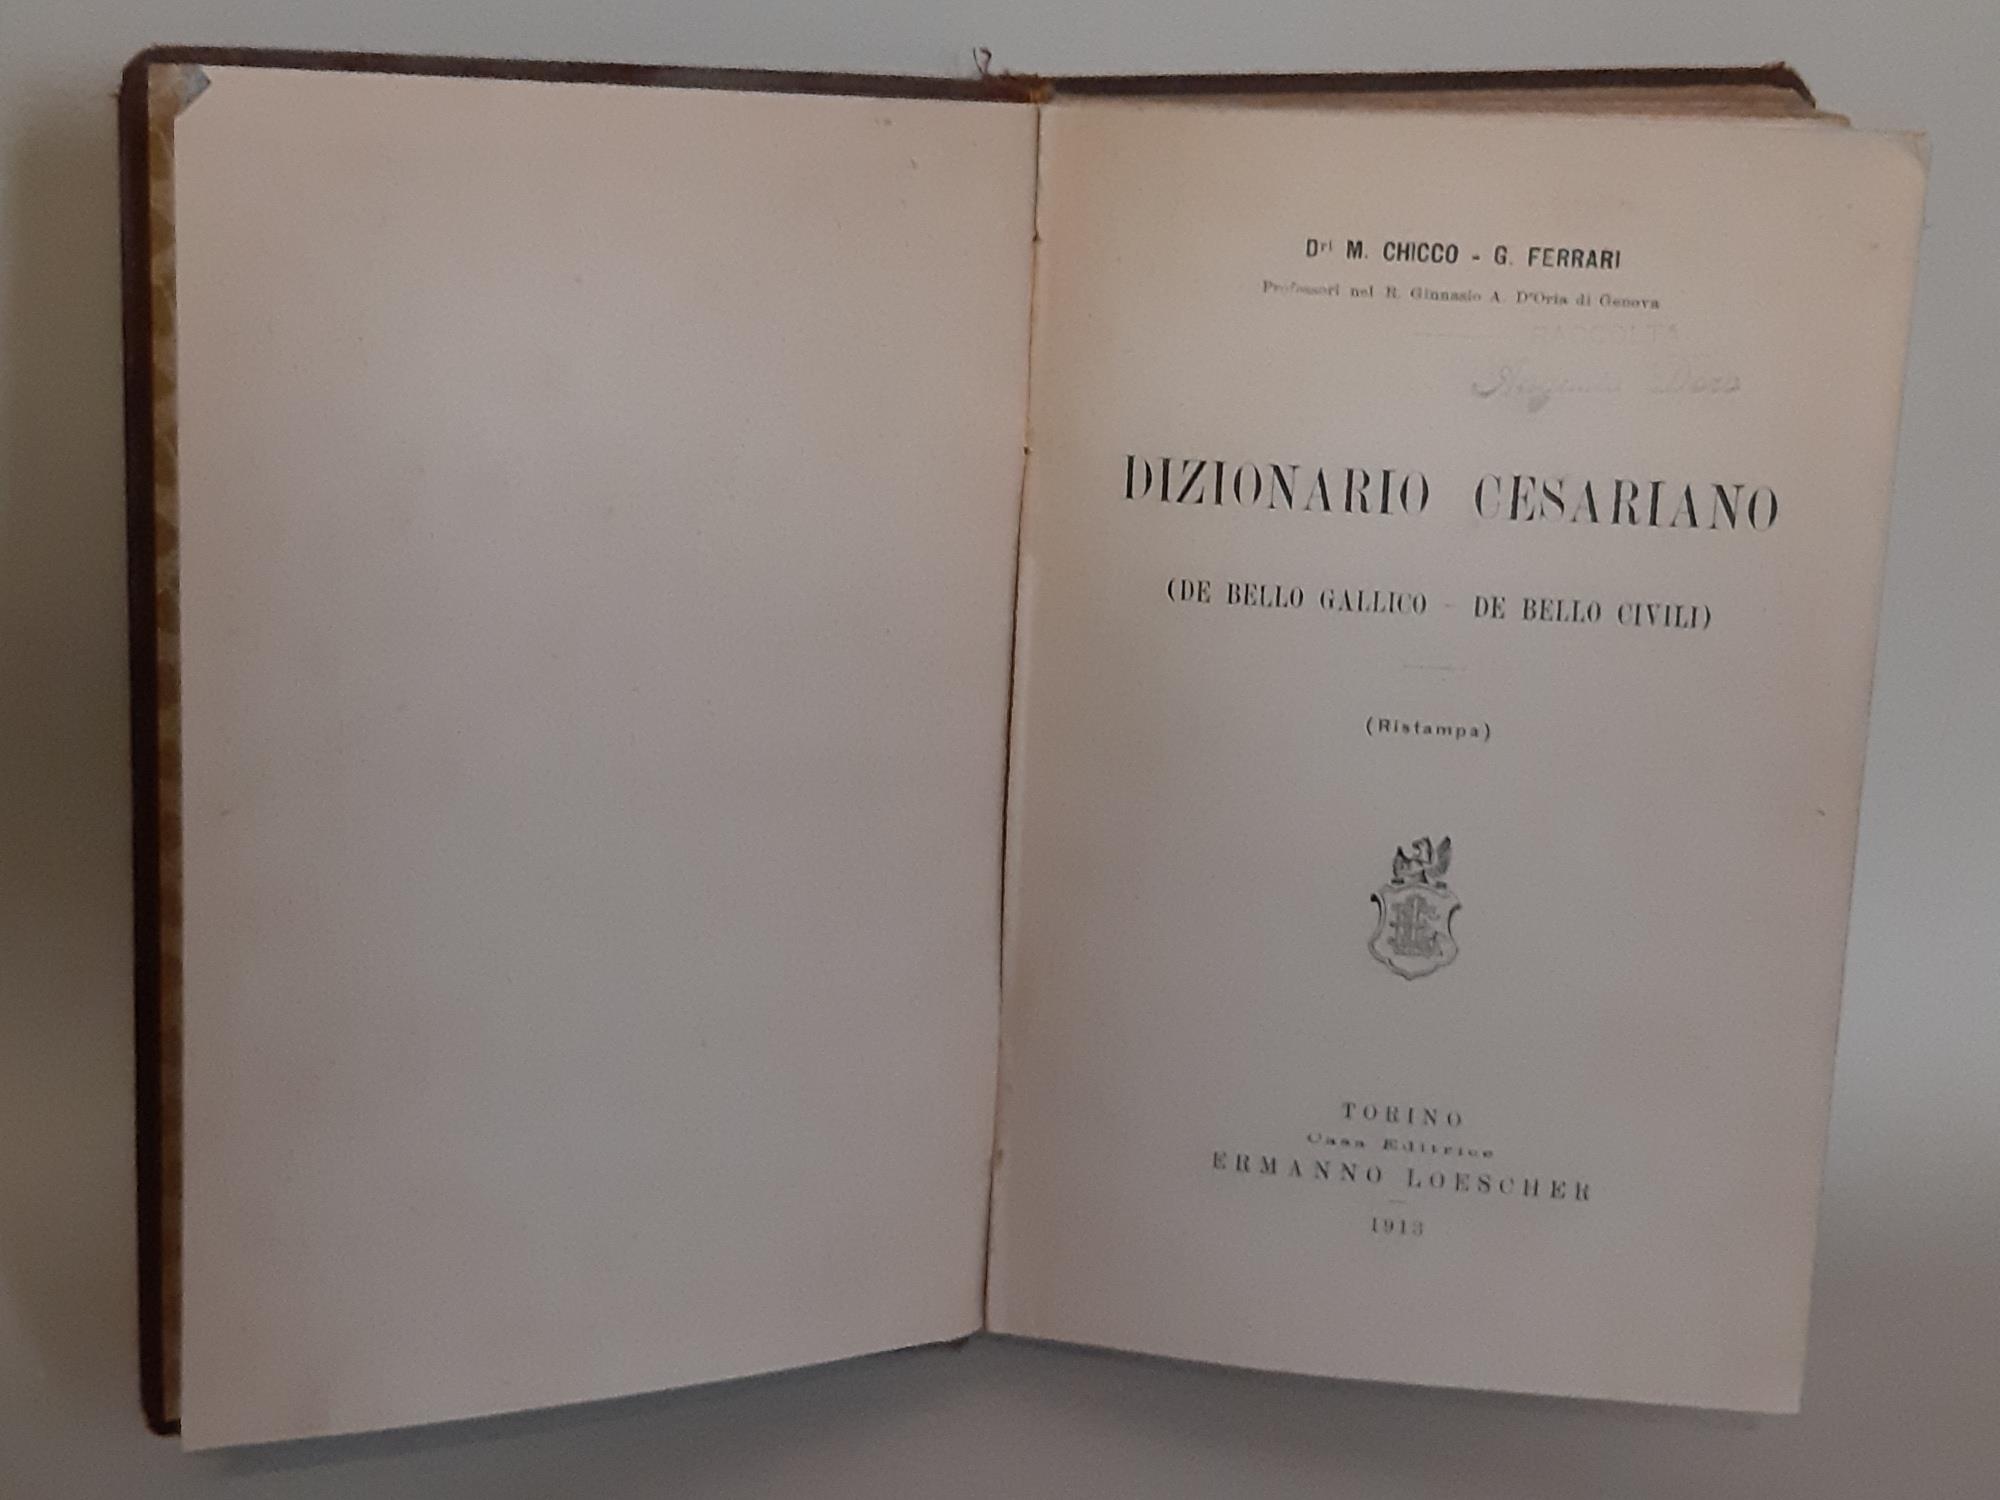 Dri M. CHICCO - G. FERRARI
Professori nel R. Ginnasio A. D'Oria di Genova
RACCOLTA
DIZIONARIO CESARIANO
(DE BELLO GALLICO - DE BELLO CIVILI)
(Ristampa)
TORINO
Casa Editrice
ERMANNO LOESCHER
1913